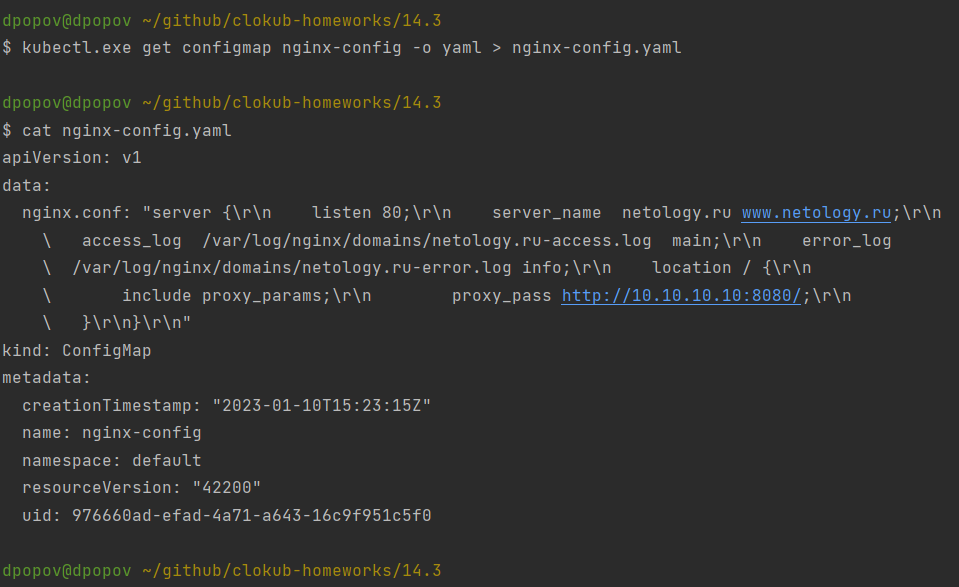 dpopov@dpopov ~/github/clokub-homeworks/14.3
$ kubectl.exe get configmap nginx-config -o yaml > nginx-config.yaml
dpopov@dpopov ~/github/clokub-homeworks/14.3
$ cat nginx-config.yaml
apiVersion: v1
data:
  nginx.conf: "server {\r\n    listen 80;\r\n    server_name  netology.ru www.netology.ru;\r\n
    \   access_log  /var/log/nginx/domains/netology.ru-access.log  main;\r\n    error_log
    \  /var/log/nginx/domains/netology.ru-error.log info;\r\n    location / {\r\n
    \       include proxy_params;\r\n        proxy_pass http://10.10.10.10:8080/;\r\n
    \   }\r\n}\r\n"
kind: ConfigMap
metadata:
  creationTimestamp: "2023-01-10T15:23:15Z"
  name: nginx-config
  namespace: default
  resourceVersion: "42200"
  uid: 976660ad-efad-4a71-a643-16c9f951c5f0
dpopov@dpopov ~/github/clokub-homeworks/14.3